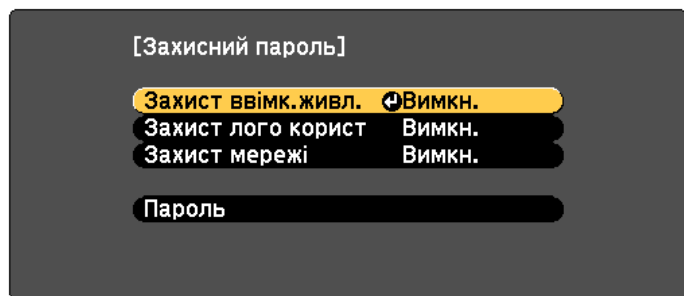 [Захисний пароль]
Захист ввімк.живл. Вимкн.
Захист лого корист Вимкн.
Захист мережі Вимкн.
Пароль